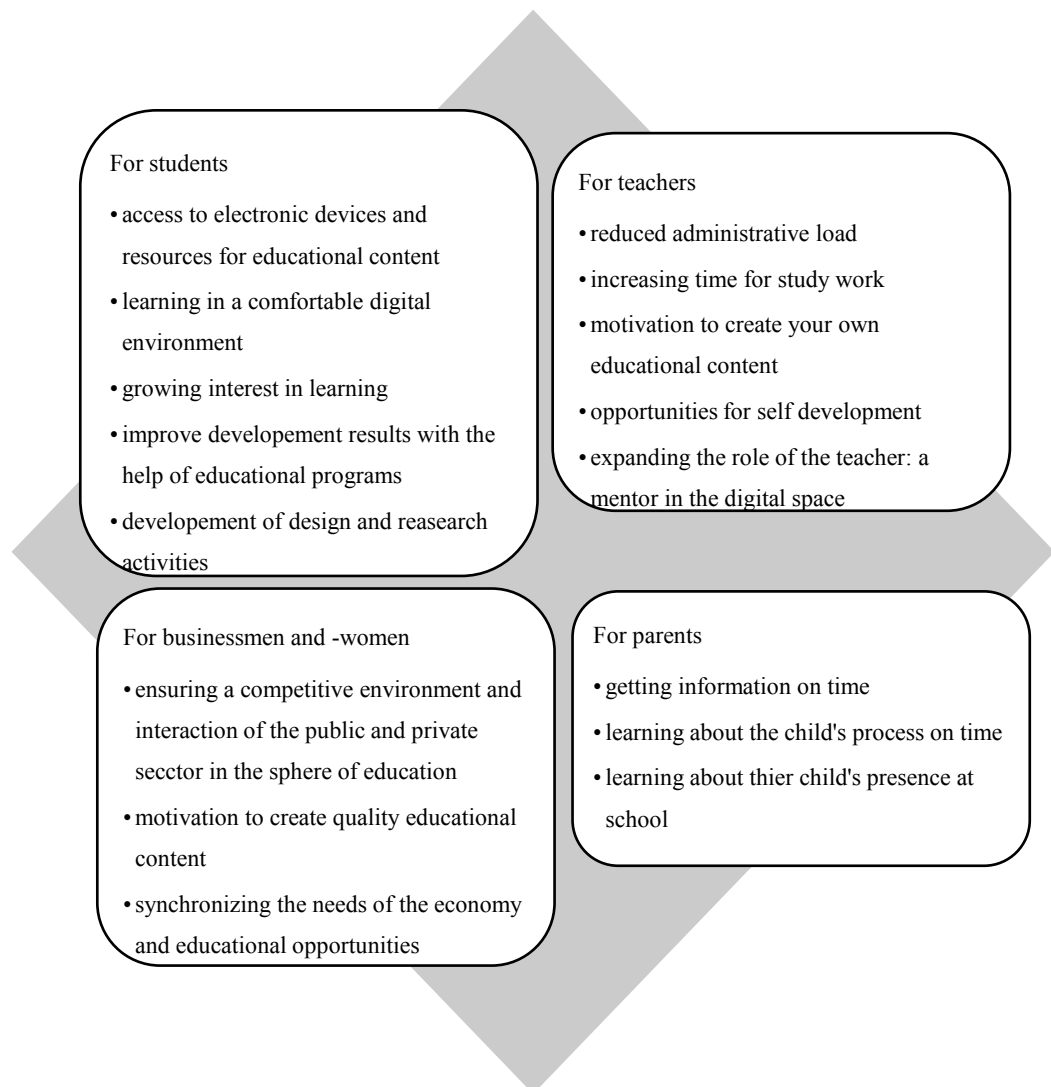 For students
• access to electronic devices and
resources for educational content
• learning in a comfortable digital
environment
• growing interest in learning
• improve developement results with the
help of educational programs
• developement of design and reasearch
activities
For teachers
• reduced administrative load
• increasing time for study work
• motivation to create your own
educational content
• opportunities for self development
• expanding the role of the teacher: a
mentor in the digital space
For businessmen and -women
• ensuring a competitive environment and
interaction of the public and private
secctor in the sphere of education
• motivation to create quality educational
content
• synchronizing the needs of the economy
and educational opportunities
For parents
• getting information on time
• learning about the child's process on time
• learning about thier child's presence at
school